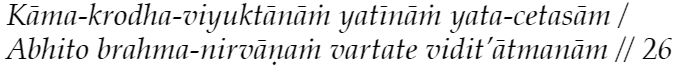 Kāma-krodha-viyuktānāṁ yatīnāṁ yata-cetasām /
Abhito brahma-nirvāṇaṁ vartate vidit’ātmanām // 26